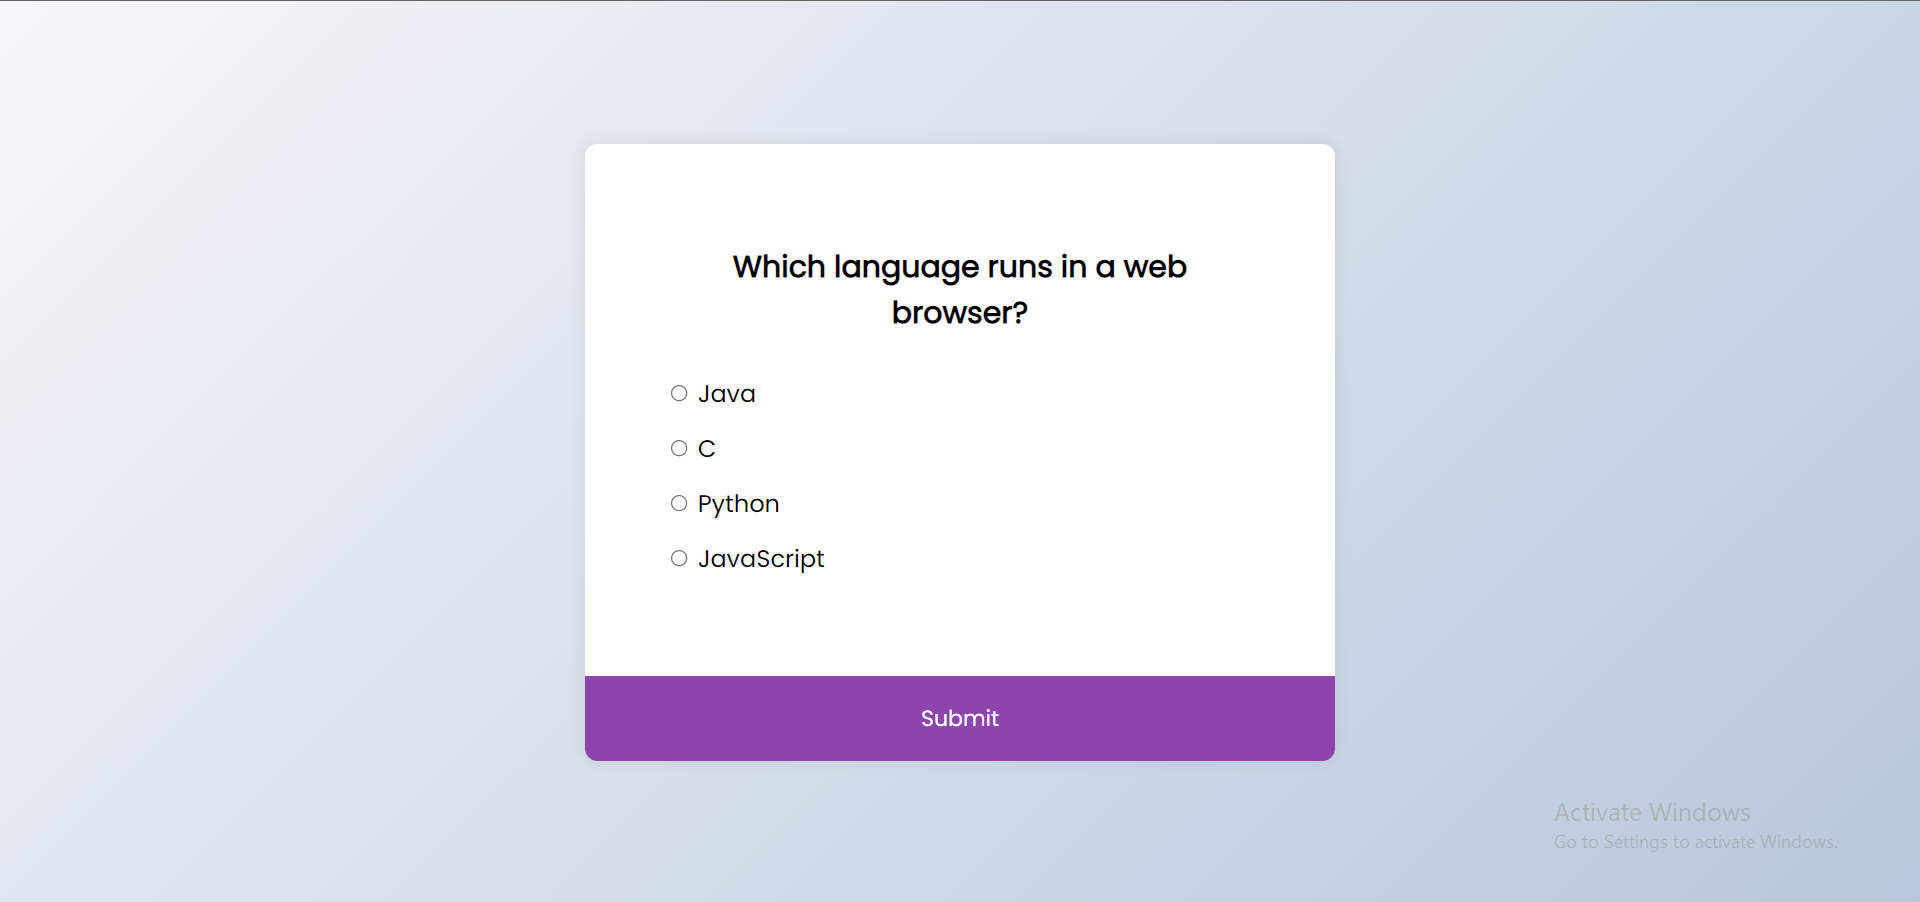 Which language runs in a web
browser?
Java
C
Python
JavaScript
Submit
Activate Windows
Go to Settings to activate Windows.